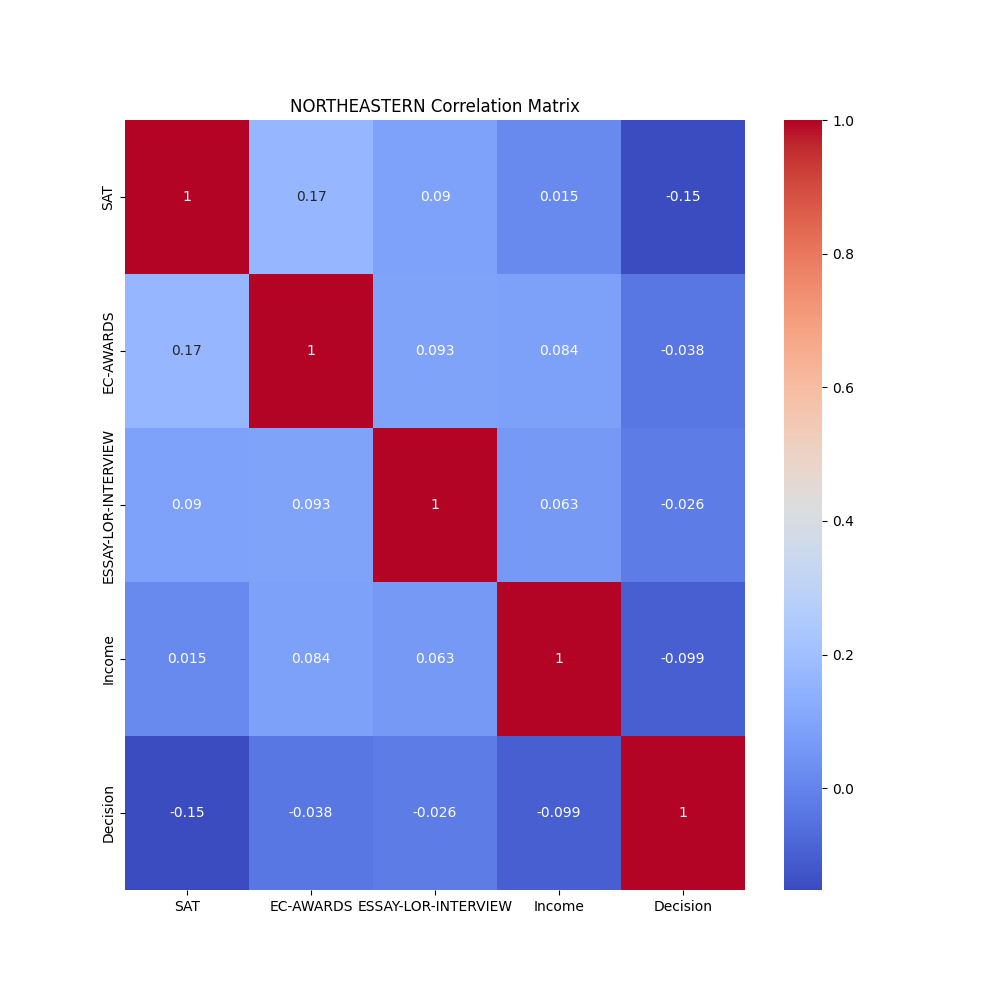 NORTHEASTERN Correlation Matrix
SAT 1 0.17 0.09 0.015 -0.15
EC-AWARDS 0.17 1 0.093 0.084 -0.038
ESSAY-LOR-INTERVIEW 0.09 0.093 1 0.063 -0.026
Income 0.015 0.084 0.063 1 -0.099
Decision -0.15 -0.038 -0.026 -0.099 1
SAT EC-AWARDS ESSAY-LOR-INTERVIEW Income Decision
1.0
0.8
0.6
0.4
0.2
0.0